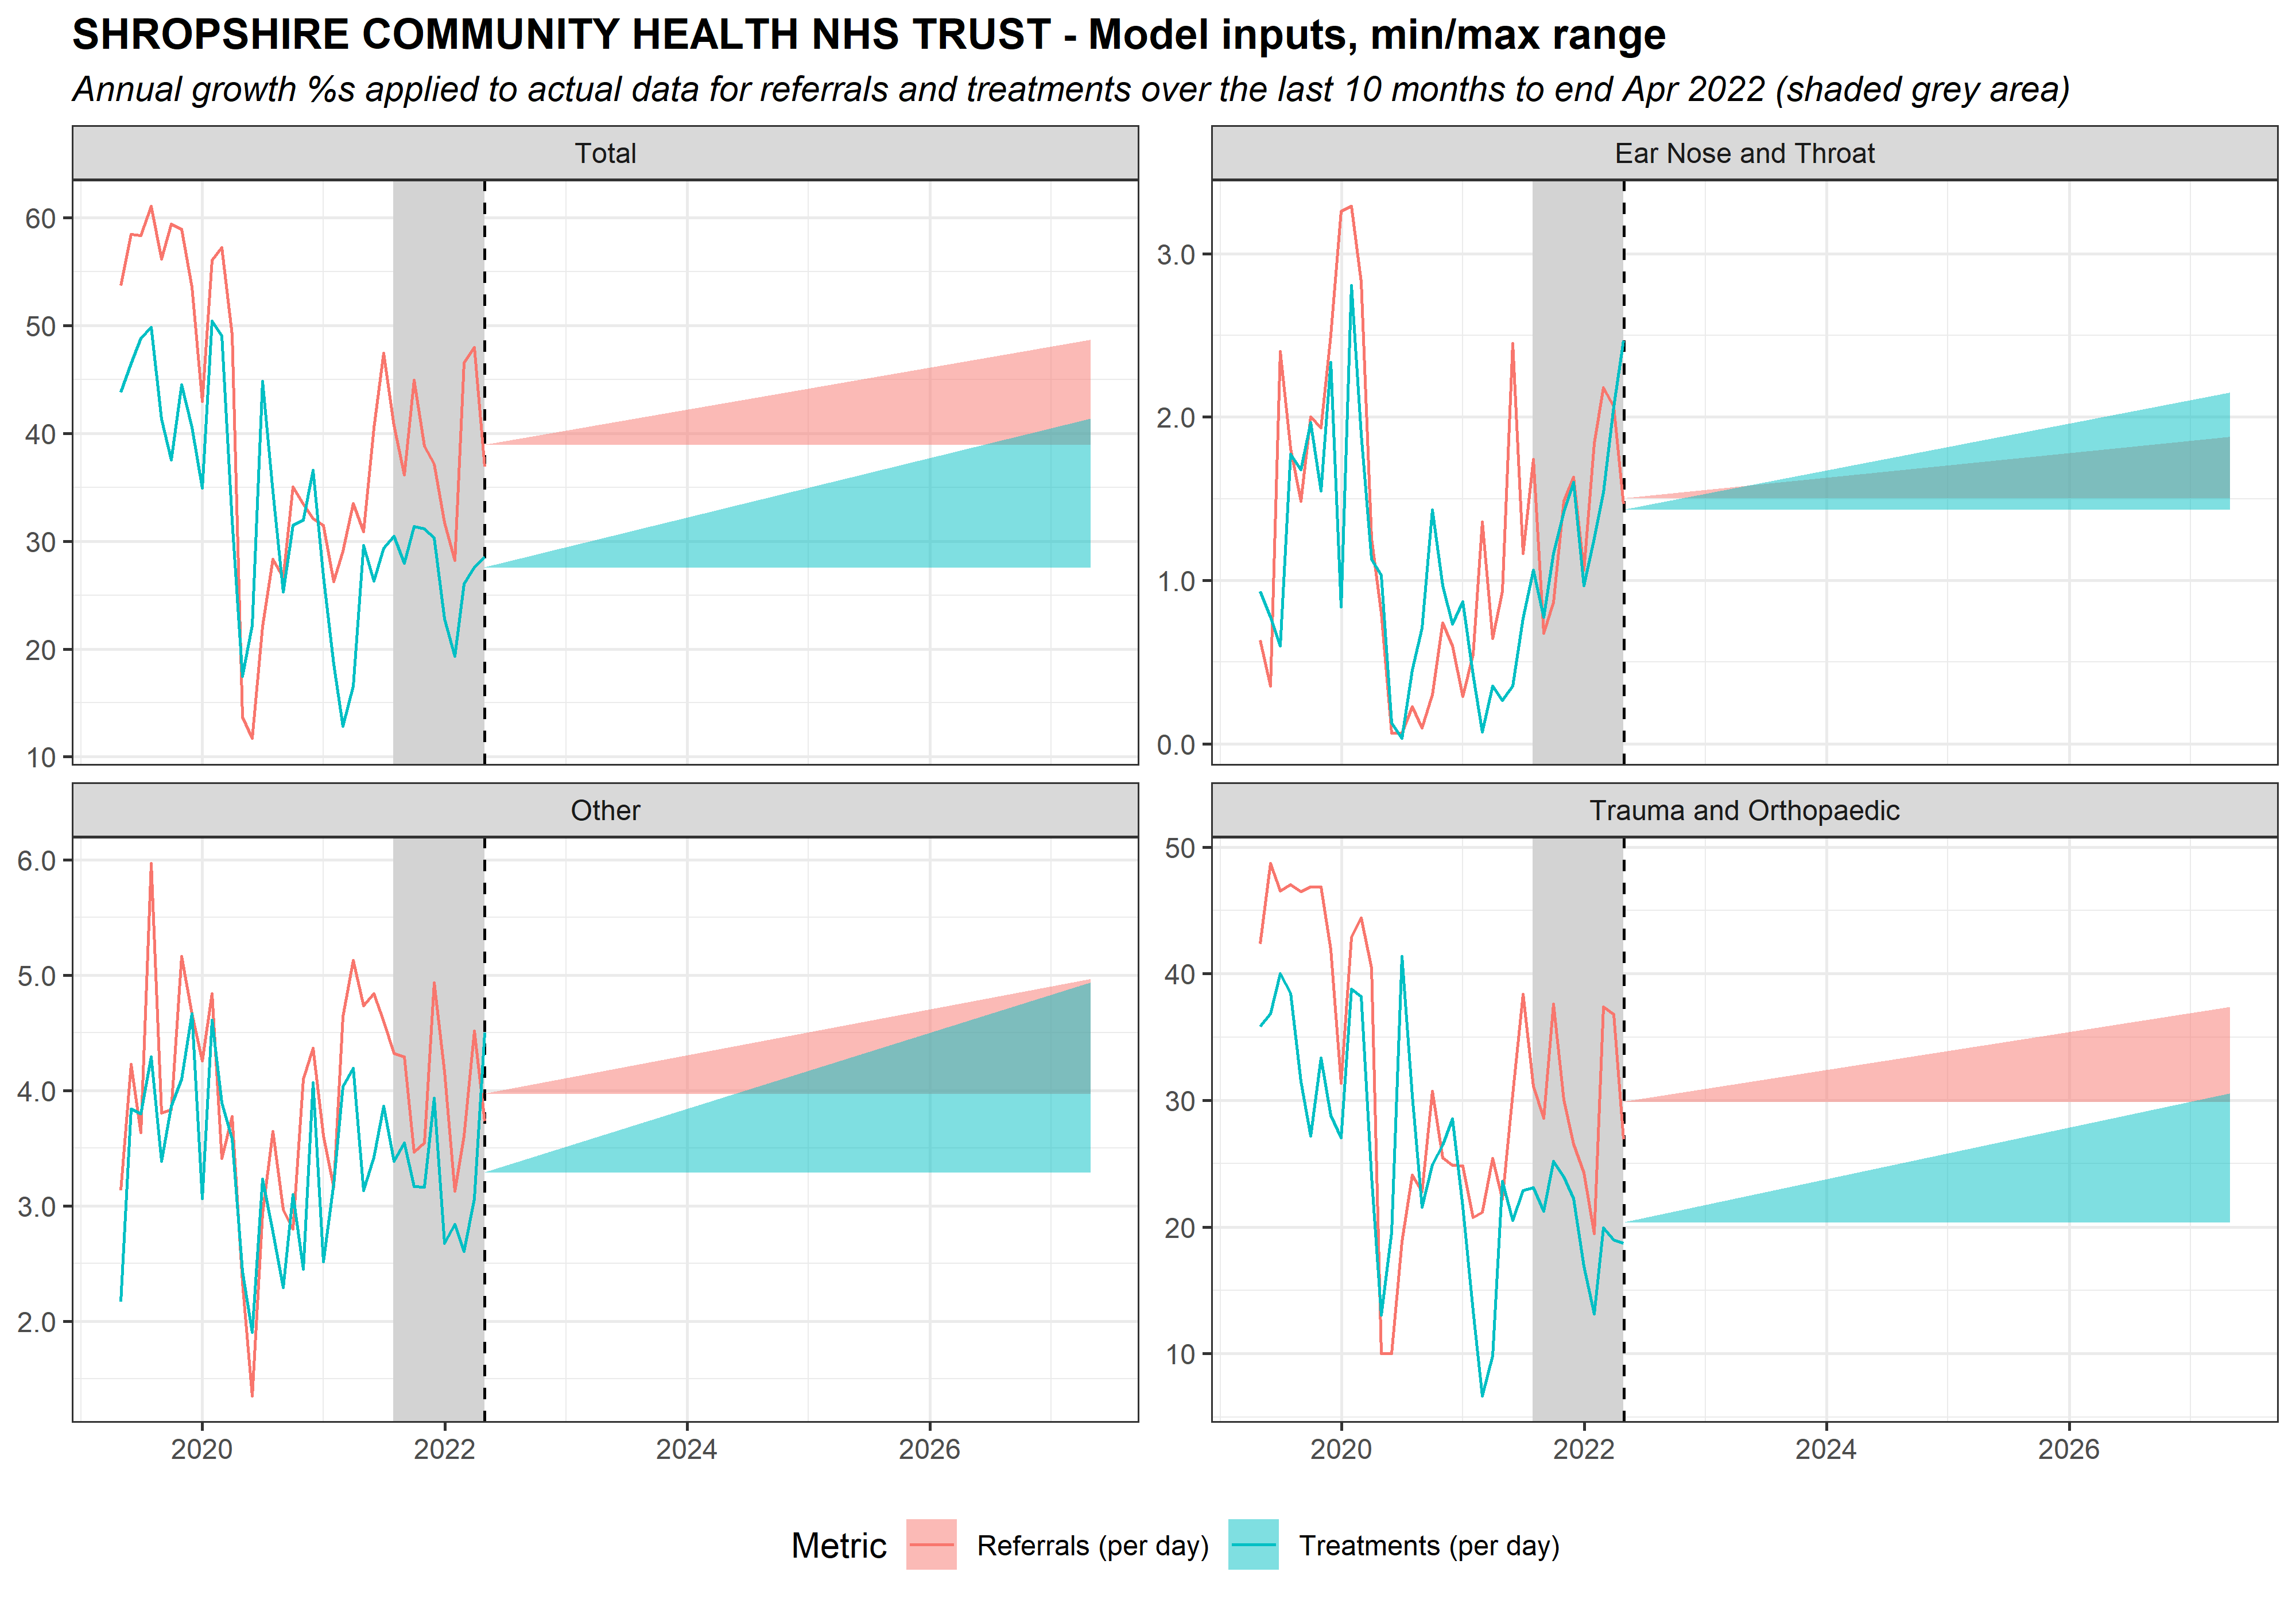 SHROPSHIRE COMMUNITY HEALTH NHS TRUST - Model inputs, min/max range
Annual growth %s applied to actual data for referrals and treatments over the last 10 months to end Apr 2022 (shaded grey area)
Total
60
50
40
30
20
10
Ear Nose and Throat
3.0
2.0
1.0
0.0
Other
6.0
5.0
4.0
3.0
2.0
2020 2022 2024 2026
Trauma and Orthopaedic
50
40
30
20
10
2020 2022 2024 2026
Metric Referrals (per day) Treatments (per day)